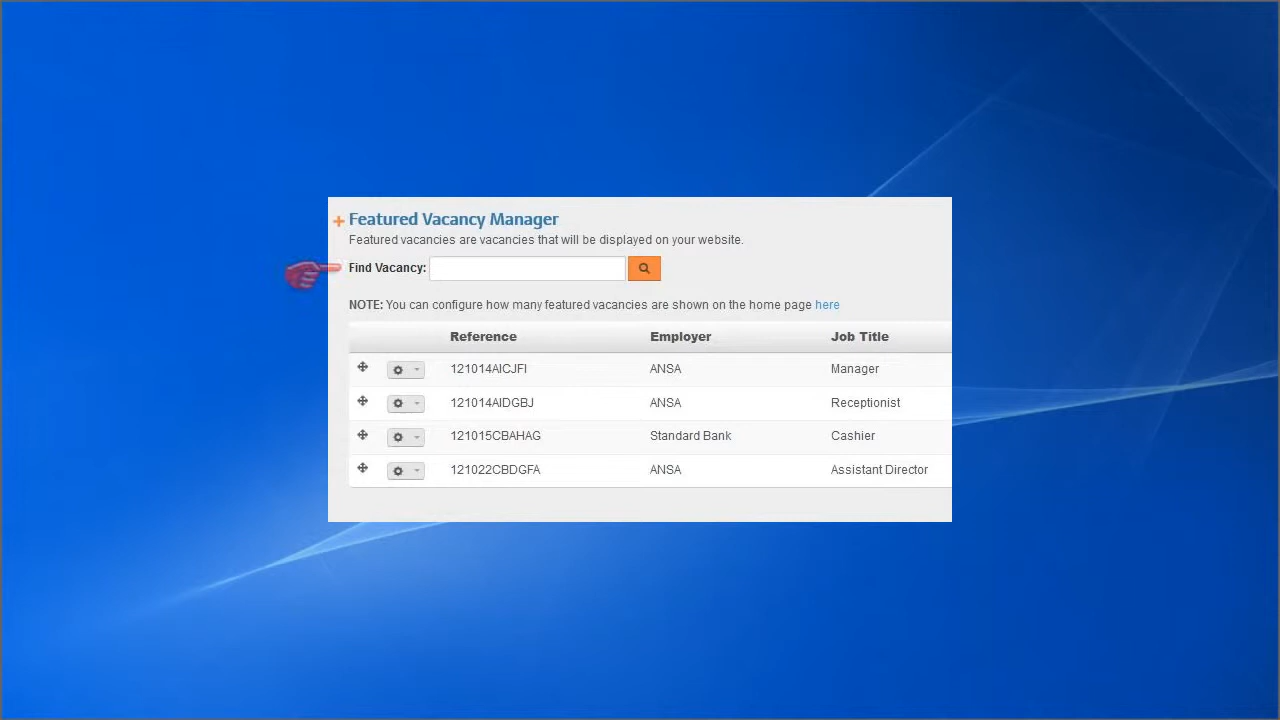 Featured Vacancy Manager
Featured vacancies are vacancies that will be displayed on your website.
Find Vacancy:
NOTE: You can configure how many featured vacancies are shown on the home page here
Reference Employer Job Title
121014AICJFI ANSA Manager
121014AIDGBJ ANSA Receptionist
121015CBAHAG Standard Bank Cashier
121022CBDGFA ANSA Assistant Director